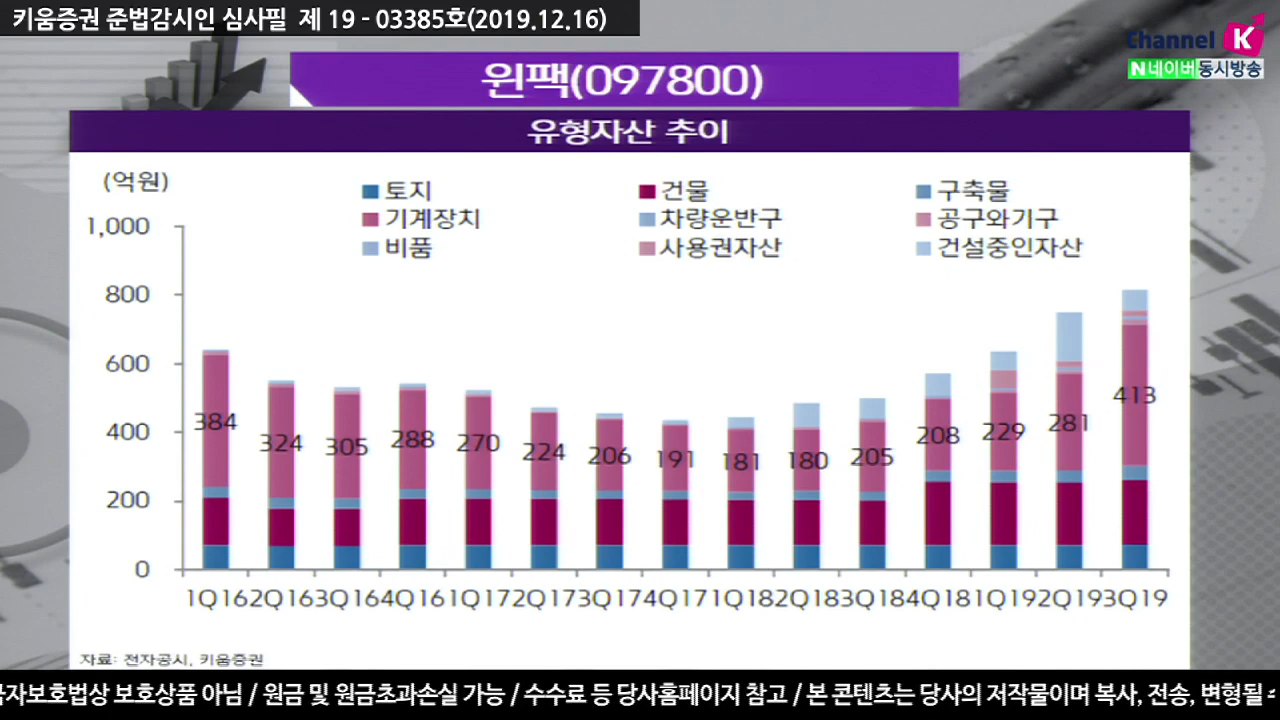 키움증권 준법감시인 심사필 제 19 - 03385호(2019.12.16)
Channel K
N네이버 동시방송
윈팩(097800)
유형자산 추이
(억원)
토지 건물 구축물
기계장치 차량운반구 공구와기구
비품 사용권자산 건설중인자산
1,000
800
600
400
200
0
384 324 305 288 270 224 206 191 181 180 205 208 229 281 413
1Q16 2Q16 3Q16 4Q16 1Q17 2Q17 3Q17 4Q17 1Q18 2Q18 3Q18 4Q18 1Q19 2Q19 3Q19
자료: 전자공시, 키움증권
자보호법상 보호상품 아님 / 원금 및 원금초과손실 가능 / 수수료 등 당사홈페이지 참고 / 본 콘텐츠는 당사의 저작물이며 복사, 전송, 변형될